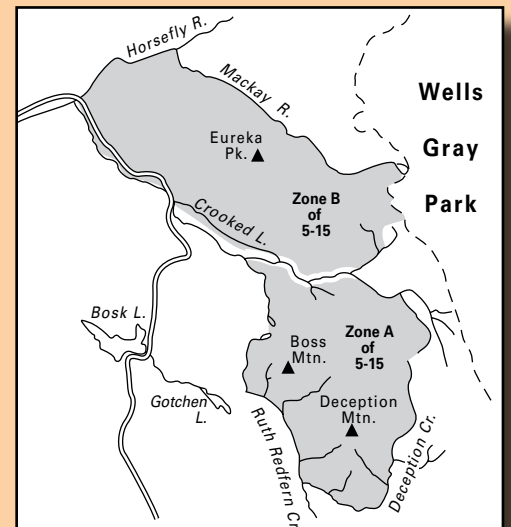 Horsefly R.
Mackay R.
Wells
Gray
Park
Eureka
Pk.
Zone B
of
5-15
Crooked L.
Bosk L.
Boss
Mtn.
Zone A
of
5-15
Gotchen
L.
Deception
Mtn.
Ruth Redfern Cr.
Deception Cr.